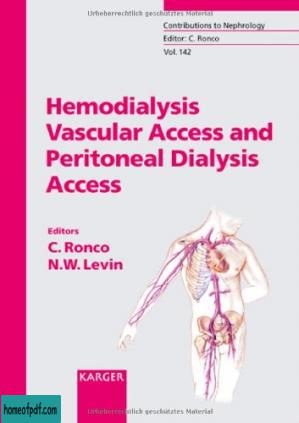 Urheberrechtlich geschütztes Material
Contributions to Nephrology
Editor: C. Ronco
Vol. 142
Hemodialysis
Vascular Access and
Peritoneal Dialysis
Access
Editors
C. Ronco
N.W. Levin
KARGER
homeofpdf.com
Urheberrechtlich geschütztes Material